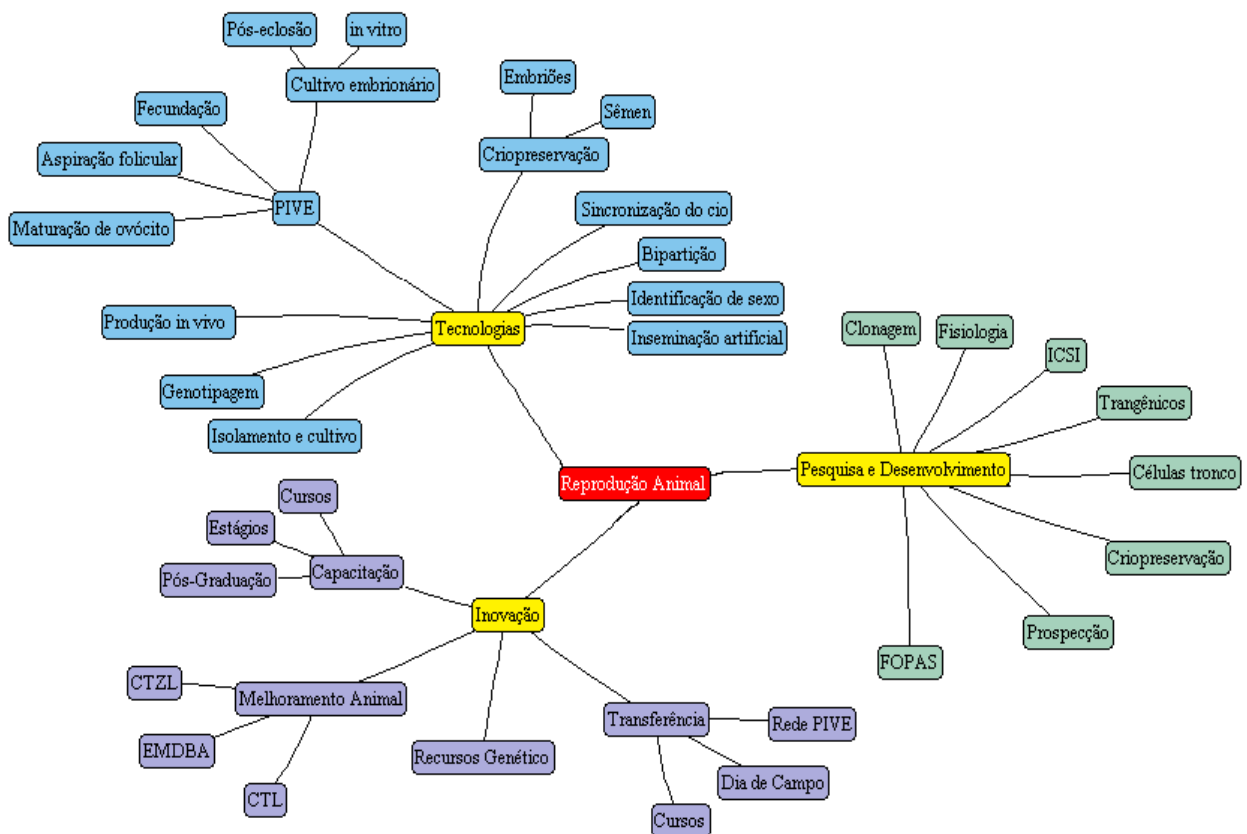 Pós-eclosão
in vitro
Cultivo embrionário
Fecundação
Aspiração folicular
Maturação de ovócito
PIVE
Embriões
Sêmen
Criopreservação
Sincronização do cio
Bipartição
Identificação de sexo
Inseminação artificial
Produção in vivo
Tecnologias
Genotipagem
Isolamento e cultivo
Clonagem
Fisiologia
ICSI
Trangênicos
Pesquisa e Desenvolvimento
Células tronco
Reprodução Animal
Criopreservação
Prospecção
FOPAS
Cursos
Estágios
Pós-Graduação
Capacitação
Inovação
CTZL
Melhoramento Animal
EMDBA
CTL
Recursos Genético
Transferência
Rede PIVE
Dia de Campo
Cursos